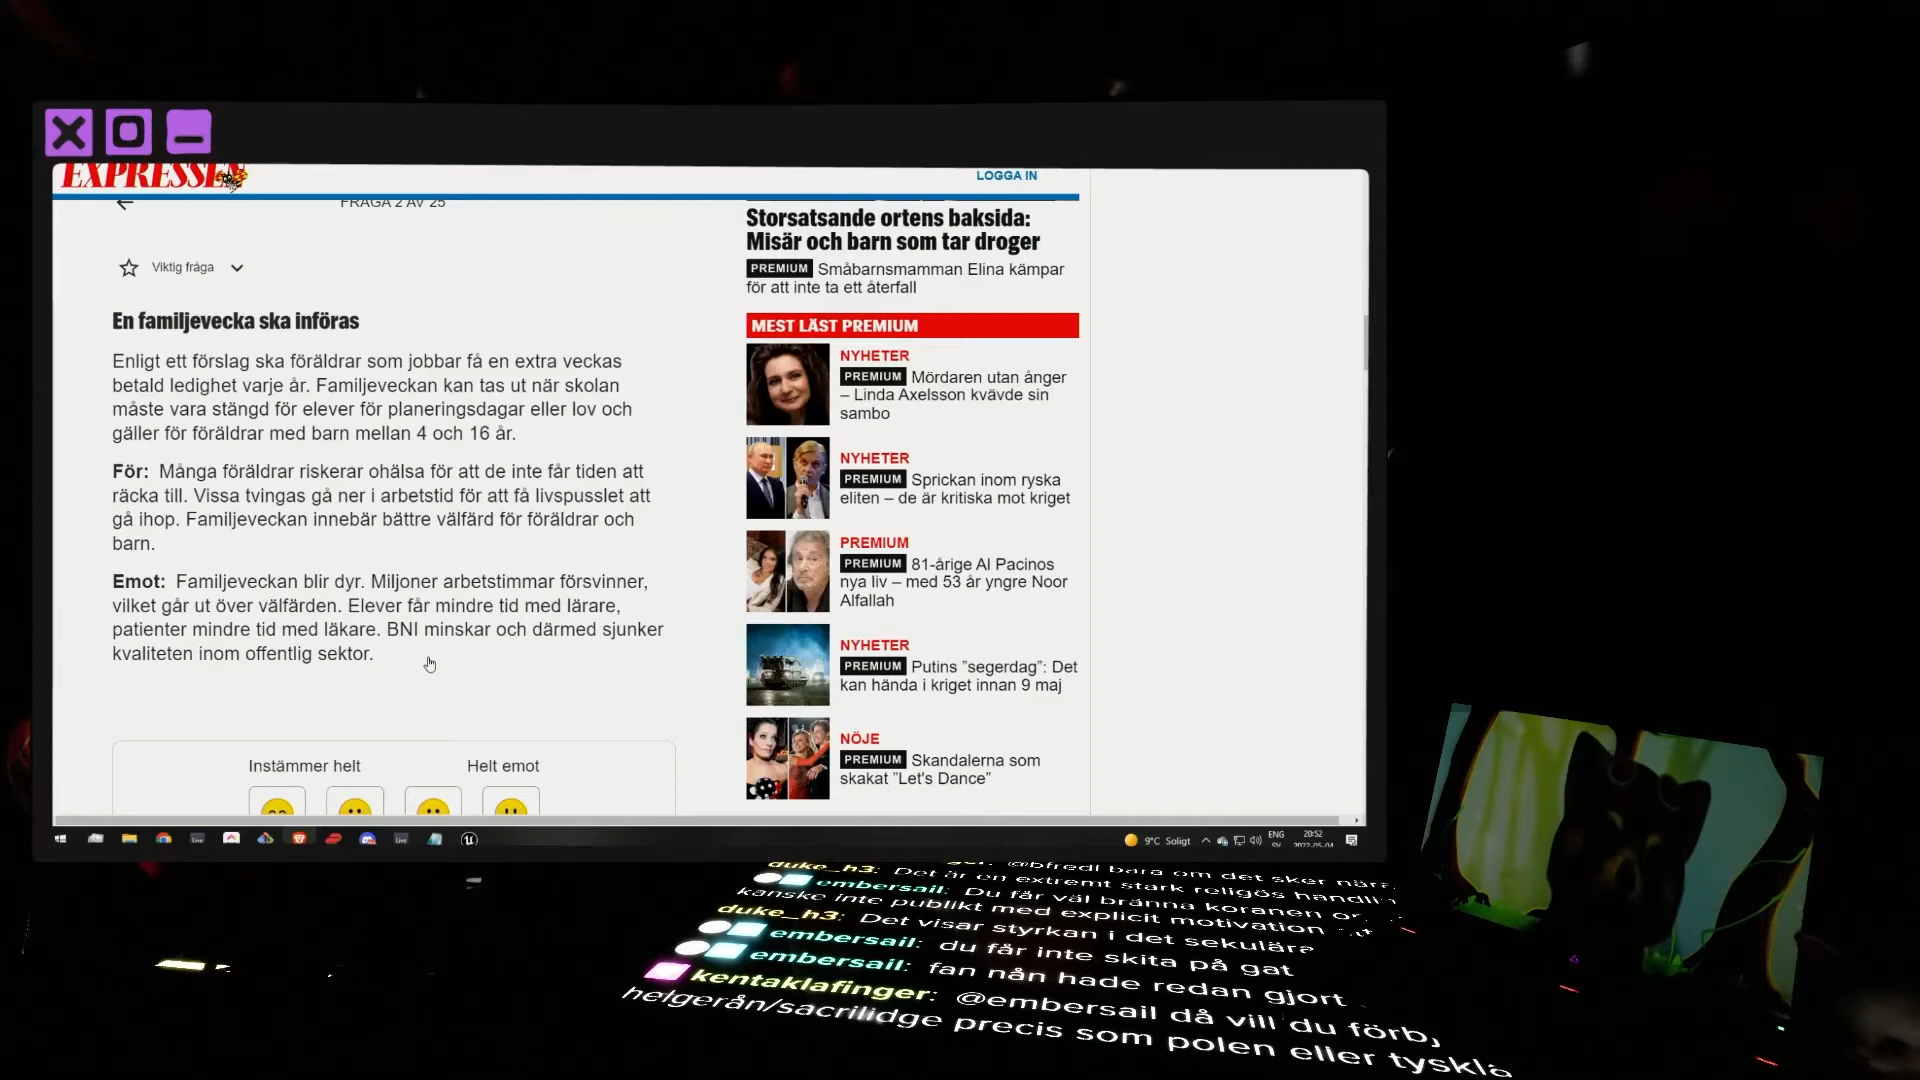 EXPRESSEN
LOGGA IN
FRÅGA 2 AV 25
Viktig fråga
En familjevecka ska införas
Enligt ett förslag ska föräldrar som jobbar få en extra veckas
betald ledighet varje år. Familjeveckan kan tas ut när skolan
måste vara stängd för elever för planeringsdagar eller lov och
gäller för föräldrar med barn mellan 4 och 16 år.
För: Många föräldrar riskerar ohälsa för att de inte får tiden att
räcka till. Vissa tvingas gå ner i arbetstid för att få livspusslet att
gå ihop. Familjeveckan innebär bättre välfärd för föräldrar och
barn.
Emot: Familjeveckan blir dyr. Miljoner arbetstimmar försvinner,
vilket går ut över välfärden. Elever får mindre tid med lärare,
patienter mindre tid med läkare. BNI minskar och därmed sjunker
kvaliteten inom offentlig sektor.
Instämmer helt
Helt emot
Storsatsande ortens baksida:
Misär och barn som tar droger
PREMIUM Småbarnsmamman Elina kämpar
för att inte ta ett återfall
MEST LÄST PREMIUM
NYHETER
PREMIUM Mördaren utan ånger
– Linda Axelsson kvävde sin
sambo
NYHETER
PREMIUM Sprickan inom ryska
eliten – de är kritiska mot kriget
PREMIUM
PREMIUM 81-årige Al Pacinos
nya liv – med 53 år yngre Noor
Alfallah
NYHETER
PREMIUM Putins ”segerdag”: Det
kan hända i kriget innan 9 maj
NÖJE
PREMIUM Skandalerna som
skakat ”Let's Dance”
9°C Soligt
ENG
SV
20:52
2022-05-04
@bfredl bara om det sker
duke_h3: Det är en extremt stark religös
embersail: Du får väl bränna koranen
kanske inte publikt med explicit motivation
duke_h3: Det visar styrkan i det sekulära
embersail: du får inte skita på gat
embersail: fan nån hade redan gjort
kentaklafinger: @embersail då vill du förb
helgerån/sacrilidge precis som polen eller tyskla